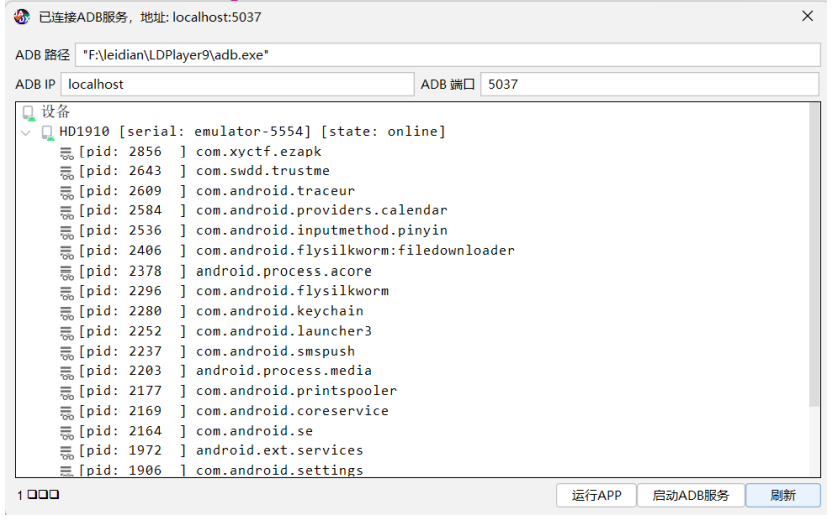 已连接ADB服务，地址: localhost:5037
ADB 路径 "F:\leidian\LDPlayer9\adb.exe"
ADB IP localhost ADB 端口 5037
设备
HD1910 [serial: emulator-5554] [state: online]
[pid: 2856  ] com.xyctf.ezapk
[pid: 2643  ] com.swdd.trustme
[pid: 2609  ] com.android.traceur
[pid: 2584  ] com.android.providers.calendar
[pid: 2536  ] com.android.inputmethod.pinyin
[pid: 2406  ] com.android.flysilkworm:filedownloader
[pid: 2378  ] android.process.acore
[pid: 2296  ] com.android.flysilkworm
[pid: 2280  ] com.android.keychain
[pid: 2252  ] com.android.launcher3
[pid: 2237  ] com.android.smspush
[pid: 2203  ] android.process.media
[pid: 2177  ] com.android.printspooler
[pid: 2169  ] com.android.coreservice
[pid: 2164  ] com.android.se
[pid: 1972  ] android.ext.services
[pid: 1906  ] com.android.settings
1 □□□ 运行APP 启动ADB服务 刷新